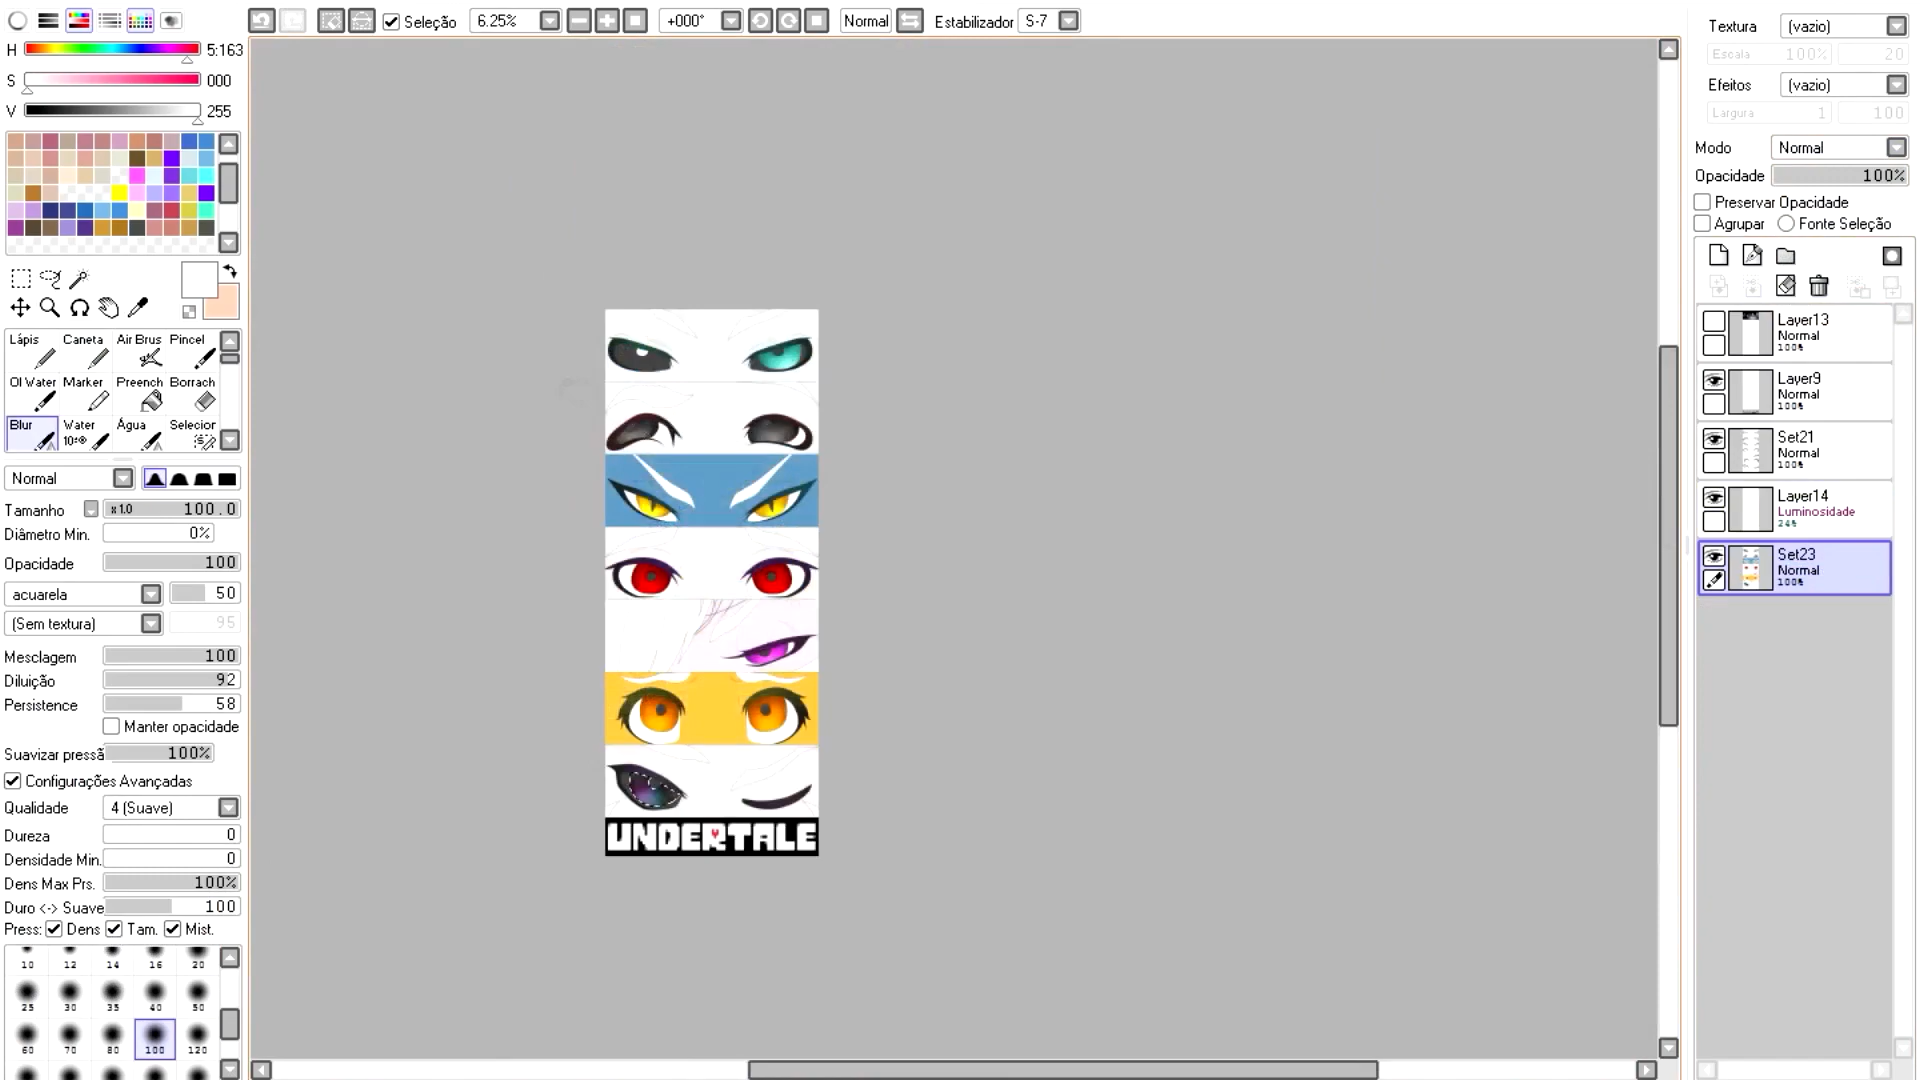 Seleção 6.25% +000° Normal Estabilizador S-7
H 5:163
S 000
V 255
Lápis Caneta Air Brus Pincel
Ol Water Marker Preench Borrach
Blur Water Água Selecior
Normal
Tamanho x 1.0 100.0
Diâmetro Min. 0%
Opacidade 100
acuarela 50
(Sem textura) 95
Mesclagem 100
Diluição 92
Persistence 58
Manter opacidade
Suavizar pressã 100%
Configurações Avançadas
Qualidade 4 (Suave)
Dureza 0
Densidade Min. 0
Dens Max Prs. 100%
Duro <-> Suave 100
Press: Dens Tam. Mist.
10 12 14 16 20
25 30 35 40 50
60 70 80 100 120
UNDERTALE
Textura (vazio)
Escala 100% 20
Efeitos (vazio)
Largura 1 100
Modo Normal
Opacidade 100%
Preservar Opacidade
Agrupar Fonte Seleção
Layer13
Normal
100%
Layer9
Normal
100%
Set21
Normal
100%
Layer14
Luminosidade
24%
Set23
Normal
100%